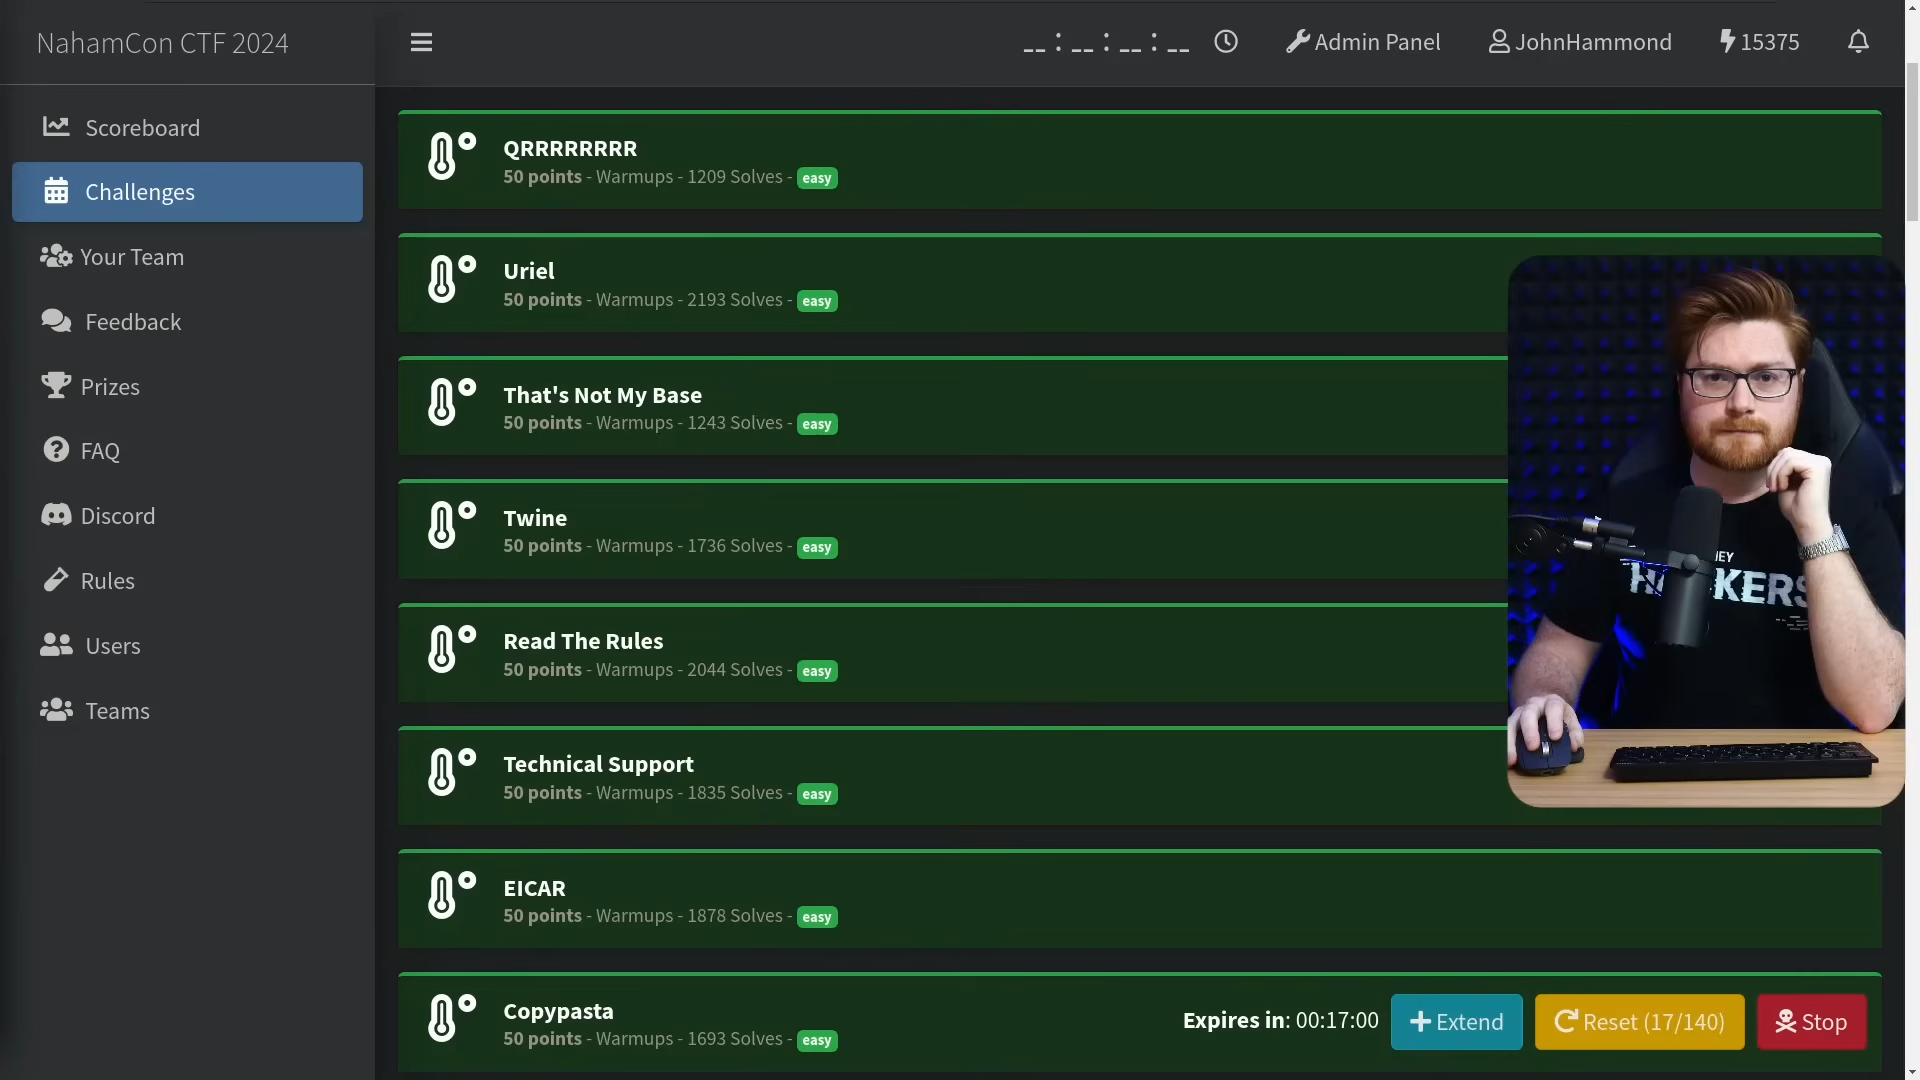 NahamCon CTF 2024
__ : __ : __ : __
Admin Panel
JohnHammond
15375
Scoreboard
Challenges
Your Team
Feedback
Prizes
FAQ
Discord
Rules
Users
Teams
QRRRRRRRR
50 points - Warmups - 1209 Solves - easy
Uriel
50 points - Warmups - 2193 Solves - easy
That's Not My Base
50 points - Warmups - 1243 Solves - easy
Twine
50 points - Warmups - 1736 Solves - easy
Read The Rules
50 points - Warmups - 2044 Solves - easy
Technical Support
50 points - Warmups - 1835 Solves - easy
EICAR
50 points - Warmups - 1878 Solves - easy
Copypasta
50 points - Warmups - 1693 Solves - easy
Expires in: 00:17:00
Extend
Reset (17/140)
Stop